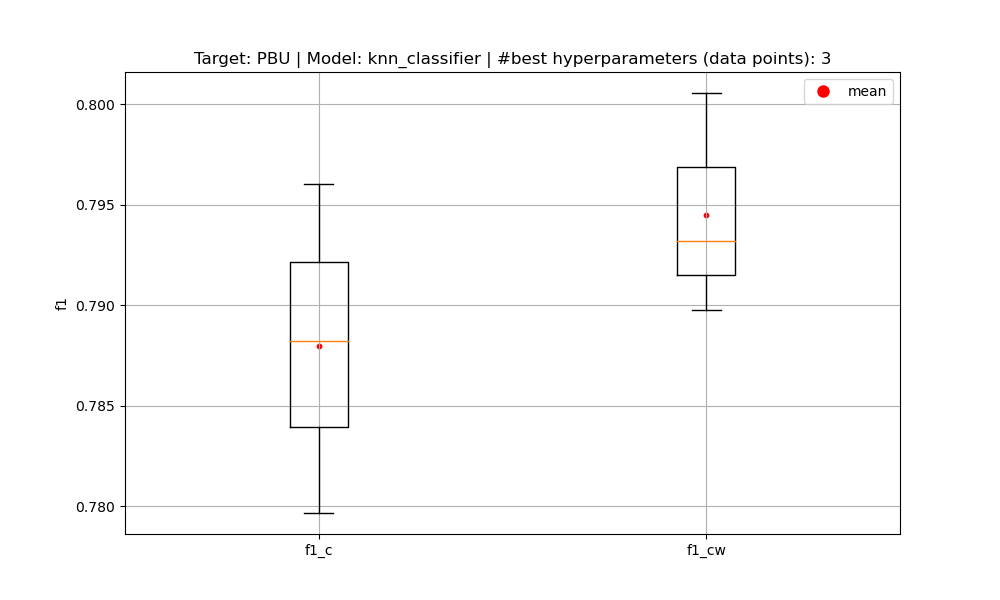 Target: PBU | Model: knn_classifier | #best hyperparameters (data points): 3
mean
0.800
0.795
0.790
0.785
0.780
f1
f1_c
f1_cw